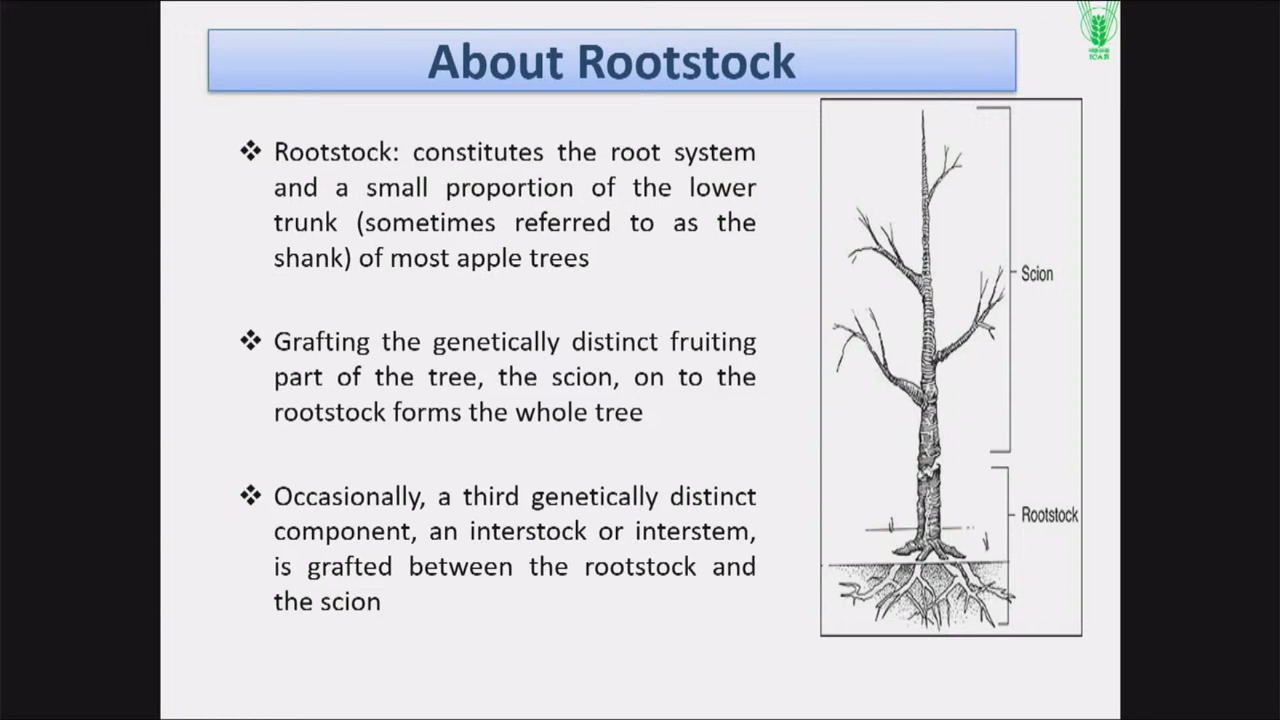 About Rootstock
❖ Rootstock: constitutes the root system
and a small proportion of the lower
trunk (sometimes referred to as the
shank) of most apple trees
❖ Grafting the genetically distinct fruiting
part of the tree, the scion, on to the
rootstock forms the whole tree
❖ Occasionally, a third genetically distinct
component, an interstock or interstem,
is grafted between the rootstock and
the scion
Scion
Rootstock
ICAR